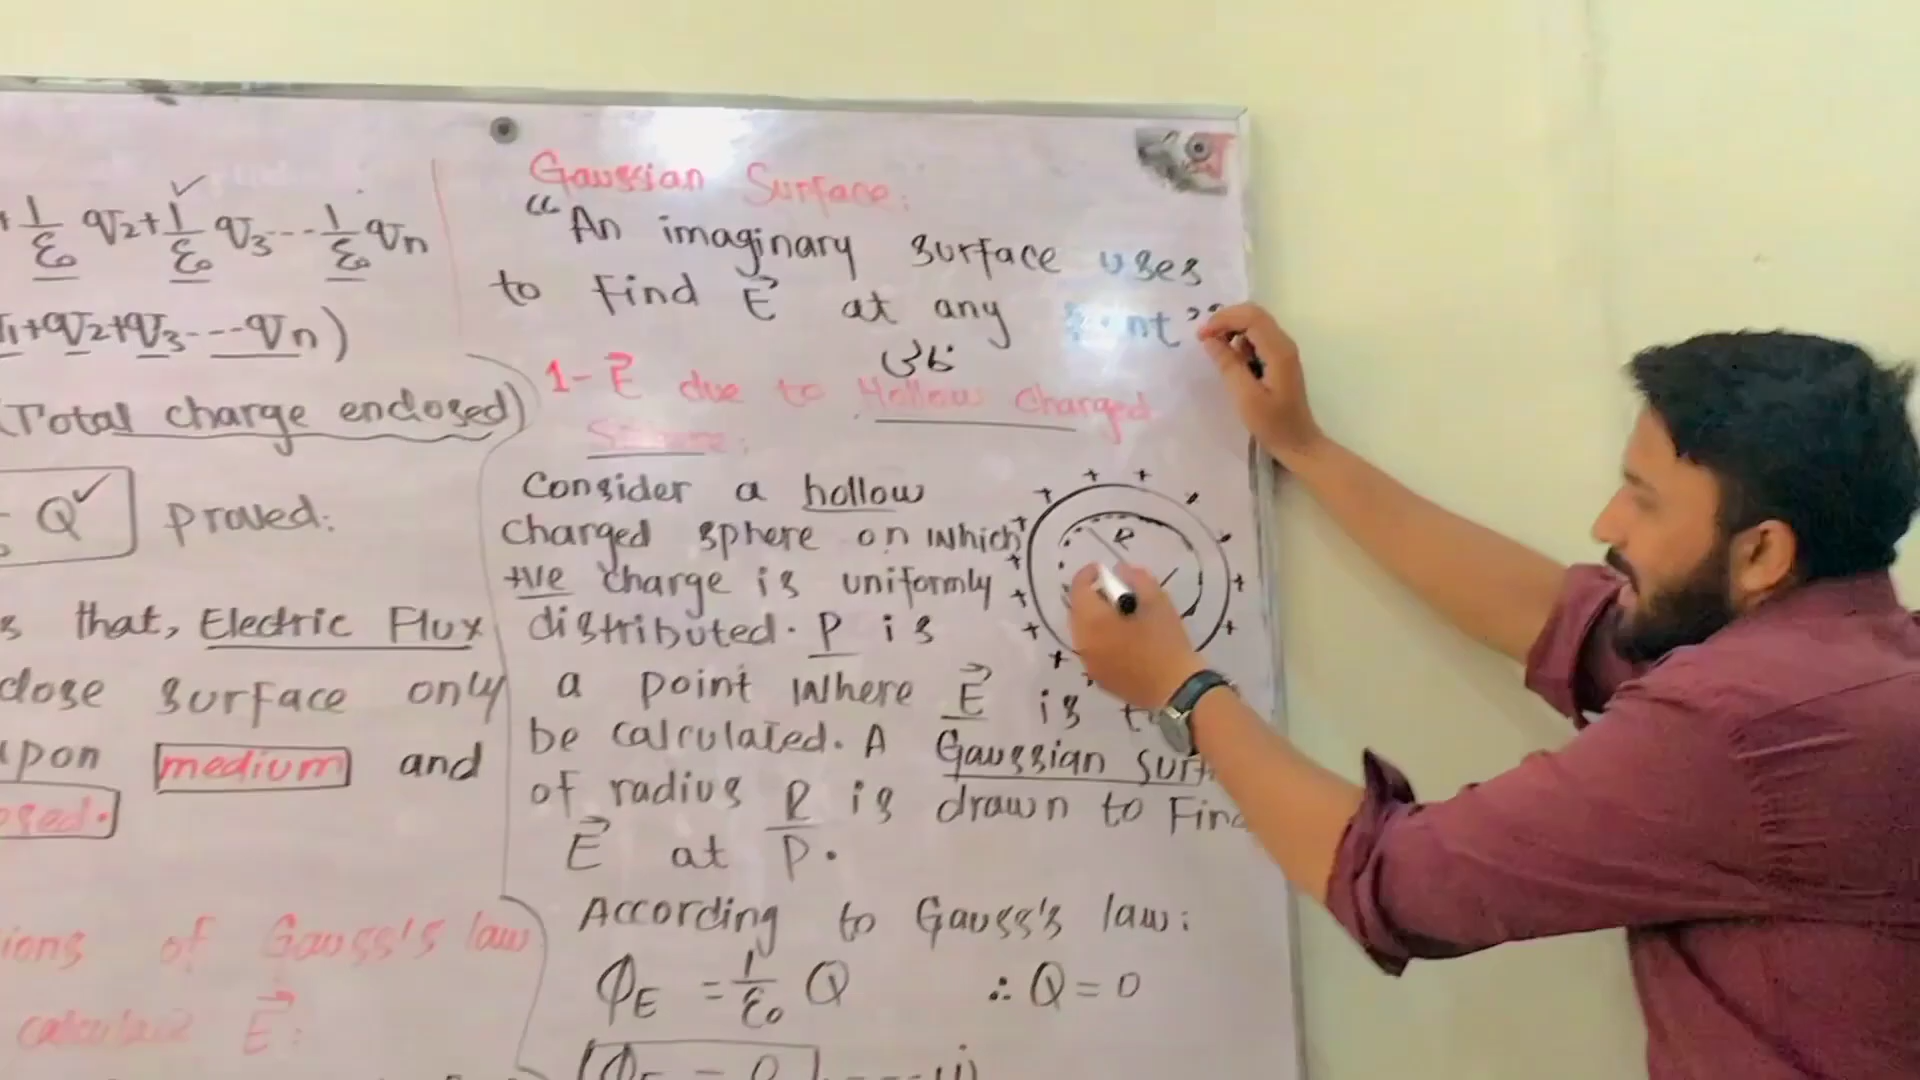 + 1/ε₀ q₂ + 1/ε₀ q₃ --- 1/ε₀ qₙ
q₁+q₂+q₃---- qₙ)
(Total charge enclosed)
Q ✓ proved:
that, Electric Flux
close surface only
upon medium and
of Gauss's law
calculate E⃗:
Gaussian Surface:
"An imaginary surface uses
to find E⃗ at any
1- E⃗ due to Hollow charged
Consider a hollow
charged sphere on which
+ve charge is uniformly
distributed. P is
a point where E⃗ is
be calculated. A Gaussian
of radius R is drawn to
E⃗ at P.
According to Gauss's law:
ϕE = 1/ε₀ Q ∴ Q = 0
R